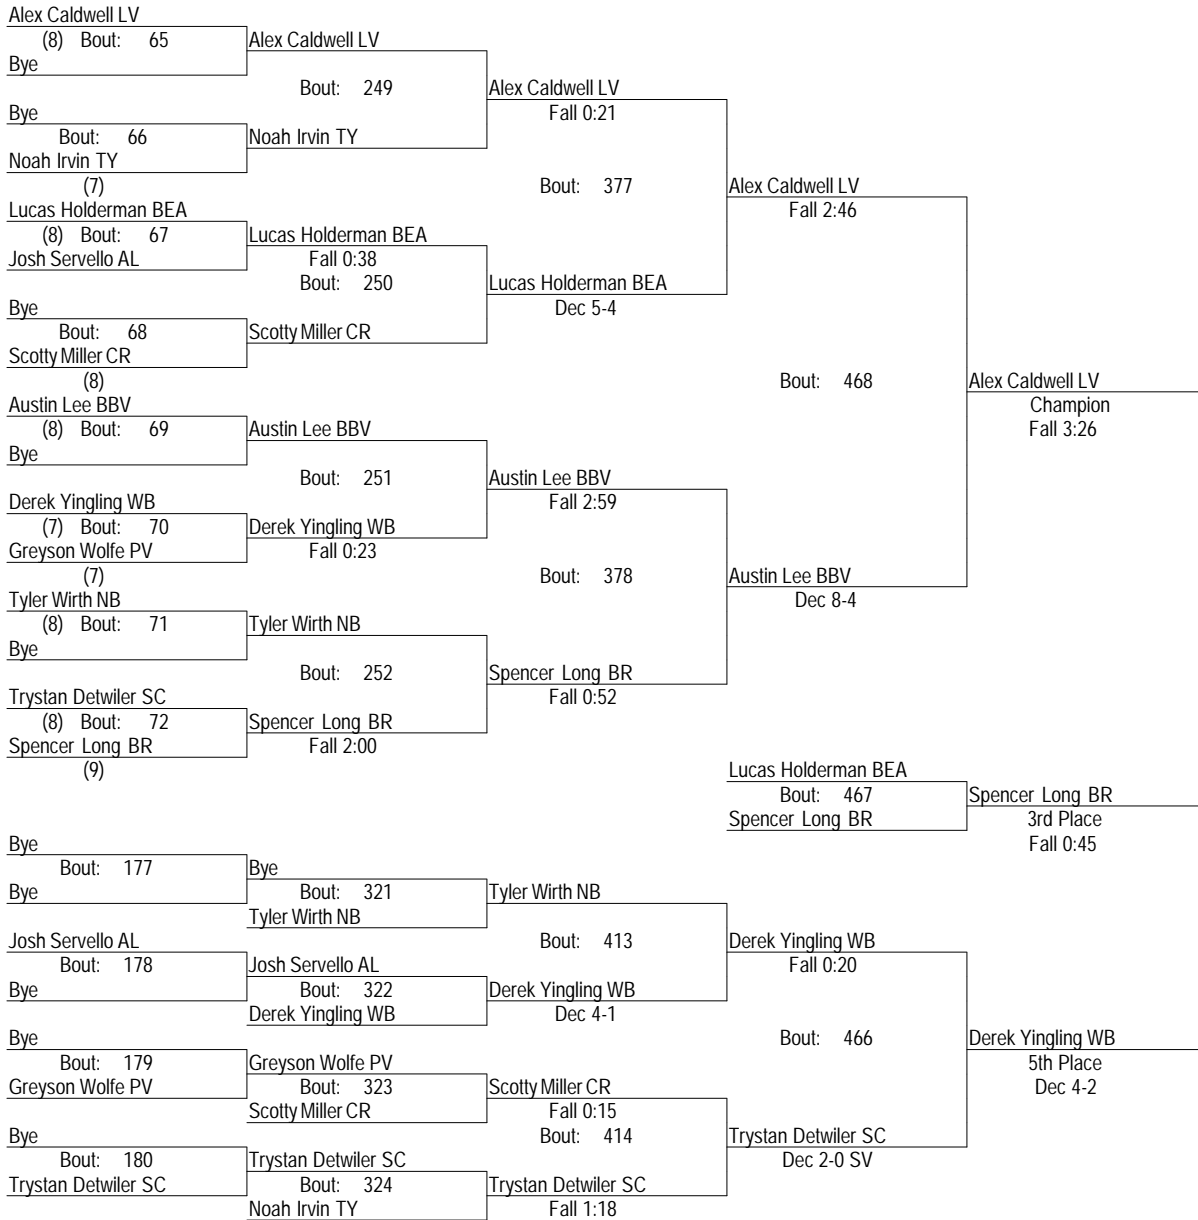 Alex Caldwell LV
(8) Bout: 65
Bye
Alex Caldwell LV
Bout: 249
Bye
Bout: 66
Noah Irvin TY
(7)
Noah Irvin TY
Alex Caldwell LV
Fall 0:21
Bout: 377
Lucas Holderman BEA
(8) Bout: 67
Josh Servello AL
Lucas Holderman BEA
Fall 0:38
Bout: 250
Bye
Bout: 68
Scotty Miller CR
(8)
Scotty Miller CR
Lucas Holderman BEA
Dec 5-4
Alex Caldwell LV
Fall 2:46
Bout: 468
Austin Lee BBV
(8) Bout: 69
Bye
Austin Lee BBV
Bout: 251
Derek Yingling WB
(7) Bout: 70
Greyson Wolfe PV
(7)
Derek Yingling WB
Fall 0:23
Austin Lee BBV
Fall 2:59
Bout: 378
Tyler Wirth NB
(8) Bout: 71
Bye
Tyler Wirth NB
Bout: 252
Trystan Detwiler SC
(8) Bout: 72
Spencer Long BR
(9)
Spencer Long BR
Fall 2:00
Spencer Long BR
Fall 0:52
Austin Lee BBV
Dec 8-4
Alex Caldwell LV
Champion
Fall 3:26
Lucas Holderman BEA
Bout: 467
Spencer Long BR
Spencer Long BR
3rd Place
Fall 0:45
Bye
Bout: 177
Bye
Bye
Bout: 321
Tyler Wirth NB
Tyler Wirth NB
Bout: 413
Josh Servello AL
Bout: 178
Bye
Josh Servello AL
Bout: 322
Derek Yingling WB
Derek Yingling WB
Dec 4-1
Derek Yingling WB
Fall 0:20
Bout: 466
Bye
Bout: 179
Greyson Wolfe PV
Greyson Wolfe PV
Bout: 323
Scotty Miller CR
Scotty Miller CR
Fall 0:15
Bout: 414
Bye
Bout: 180
Trystan Detwiler SC
Trystan Detwiler SC
Bout: 324
Noah Irvin TY
Trystan Detwiler SC
Fall 1:18
Trystan Detwiler SC
Dec 2-0 SV
Derek Yingling WB
5th Place
Dec 4-2